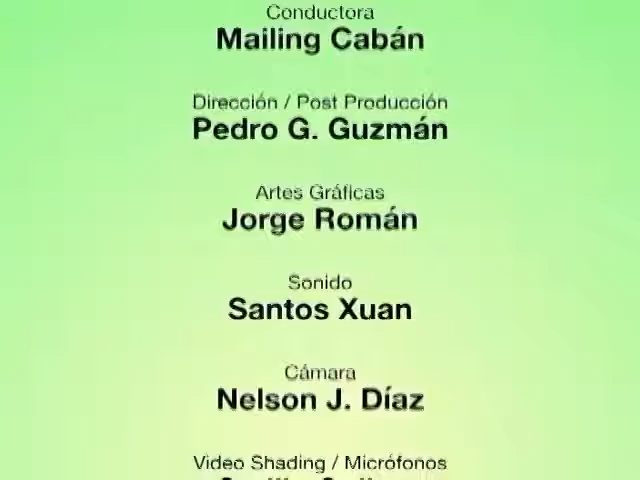 Conductora
Mailing Cabán
Dirección / Post Producción
Pedro G. Guzmán
Artes Gráficas
Jorge Román
Sonido
Santos Xuan
Cámara
Nelson J. Díaz
Video Shading / Micrófonos